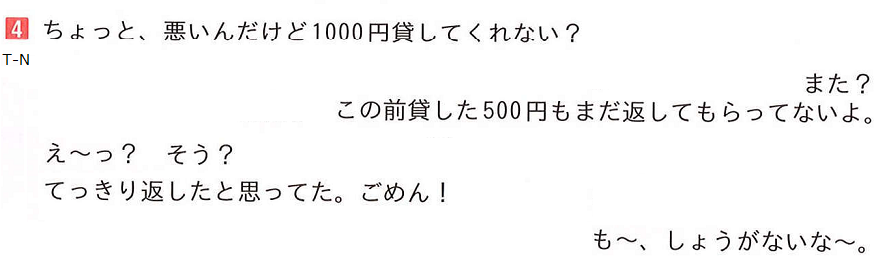 4 ちょっと、悪いんだけど1000円貸してくれない？
T-N
また？
この前貸した500円もまだ返してもらってないよ。
え〜っ？　そう？
てっきり返したと思ってた。ごめん！
も〜、しょうがないな〜。